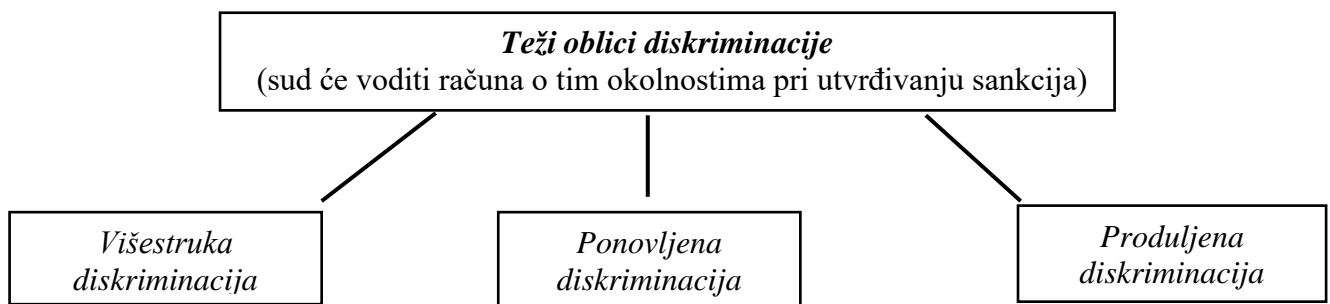 Teži oblici diskriminacije
(sud će voditi računa o tim okolnostima pri utvrđivanju sankcija)
Višestruka
diskriminacija
Ponovljena
diskriminacija
Produljena
diskriminacija